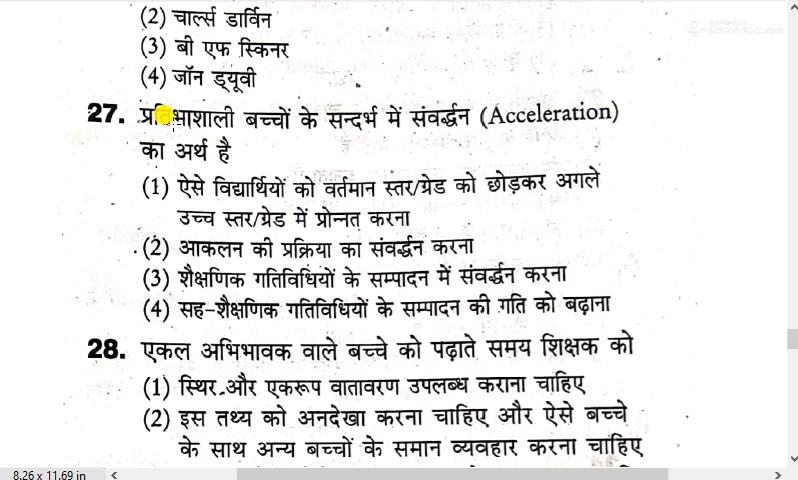 (2) चार्ल्स डार्विन
(3) बी एफ स्किनर
(4) जॉन ड्यूवी
27. प्रतिभाशाली बच्चों के सन्दर्भ में संवर्द्धन (Acceleration)
का अर्थ है
(1) ऐसे विद्यार्थियों को वर्तमान स्तर/ग्रेड को छोड़कर अगले
उच्च स्तर/ग्रेड में प्रोन्नत करना
(2) आकलन की प्रक्रिया का संवर्द्धन करना
(3) शैक्षणिक गतिविधियों के सम्पादन में संवर्द्धन करना
(4) सह-शैक्षणिक गतिविधियों के सम्पादन की गति को बढ़ाना
28. एकल अभिभावक वाले बच्चे को पढ़ाते समय शिक्षक को
(1) स्थिर और एकरूप वातावरण उपलब्ध कराना चाहिए
(2) इस तथ्य को अनदेखा करना चाहिए और ऐसे बच्चे
के साथ अन्य बच्चों के समान व्यवहार करना चाहिए
8.26 x 11.69 in